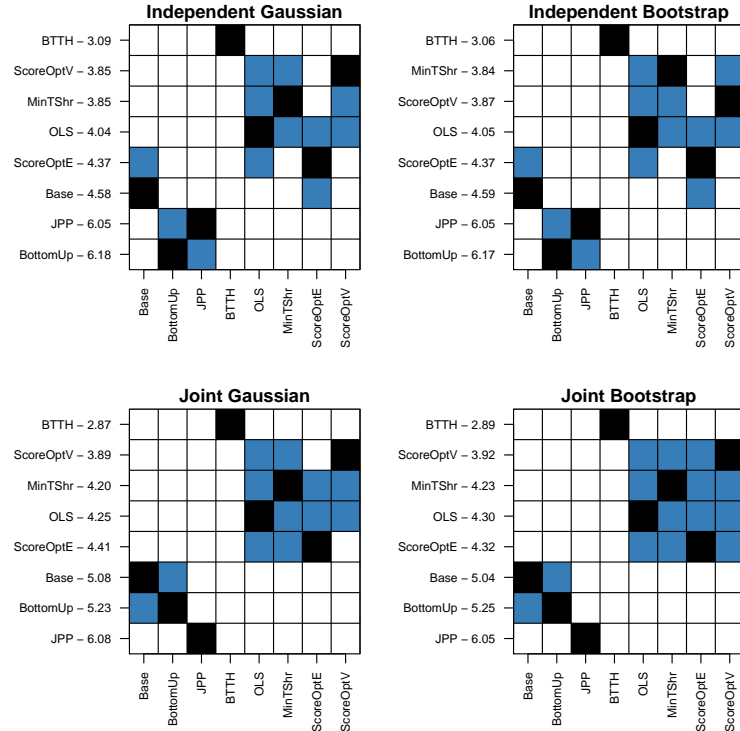 Independent Gaussian
BTTH – 3.09
ScoreOptV – 3.85
MinTShr – 3.85
OLS – 4.04
ScoreOptE – 4.37
Base – 4.58
JPP – 6.05
BottomUp – 6.18
Base
BottomUp
JPP
BTTH
OLS
MinTShr
ScoreOptE
ScoreOptV
Independent Bootstrap
BTTH – 3.06
MinTShr – 3.84
ScoreOptV – 3.87
OLS – 4.05
ScoreOptE – 4.37
Base – 4.59
JPP – 6.05
BottomUp – 6.17
Base
BottomUp
JPP
BTTH
OLS
MinTShr
ScoreOptE
ScoreOptV
Joint Gaussian
BTTH – 2.87
ScoreOptV – 3.89
MinTShr – 4.20
OLS – 4.25
ScoreOptE – 4.41
Base – 5.08
BottomUp – 5.23
JPP – 6.08
Base
BottomUp
JPP
BTTH
OLS
MinTShr
ScoreOptE
ScoreOptV
Joint Bootstrap
BTTH – 2.89
ScoreOptV – 3.92
MinTShr – 4.23
OLS – 4.30
ScoreOptE – 4.32
Base – 5.04
BottomUp – 5.25
JPP – 6.05
Base
BottomUp
JPP
BTTH
OLS
MinTShr
ScoreOptE
ScoreOptV